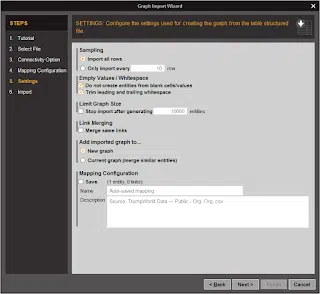 Graph Import Wizard
STEPS
1. Tutorial
2. Select File
3. Connectivity Option
4. Mapping Configuration
5. Settings
6. Import
SETTINGS: Configure the settings used for creating the graph from the table structured file.
Sampling
Import all rows
Only import every 10 row
Empty Values / Whitespace
Do not create entities from blank cells/values
Trim leading and trailing whitespace
Limit Graph Size
Stop import after generating 10000 entities
Link Merging
Merge same links
Add imported graph to...
New graph
Current graph (merge similar entities)
Mapping Configuration
Save (1 entity, 0 links)
Name Auto-saved mapping
Description Source: TrumpWorld Data — Public - Org. Org..csv
< Back Next > Finish Cancel